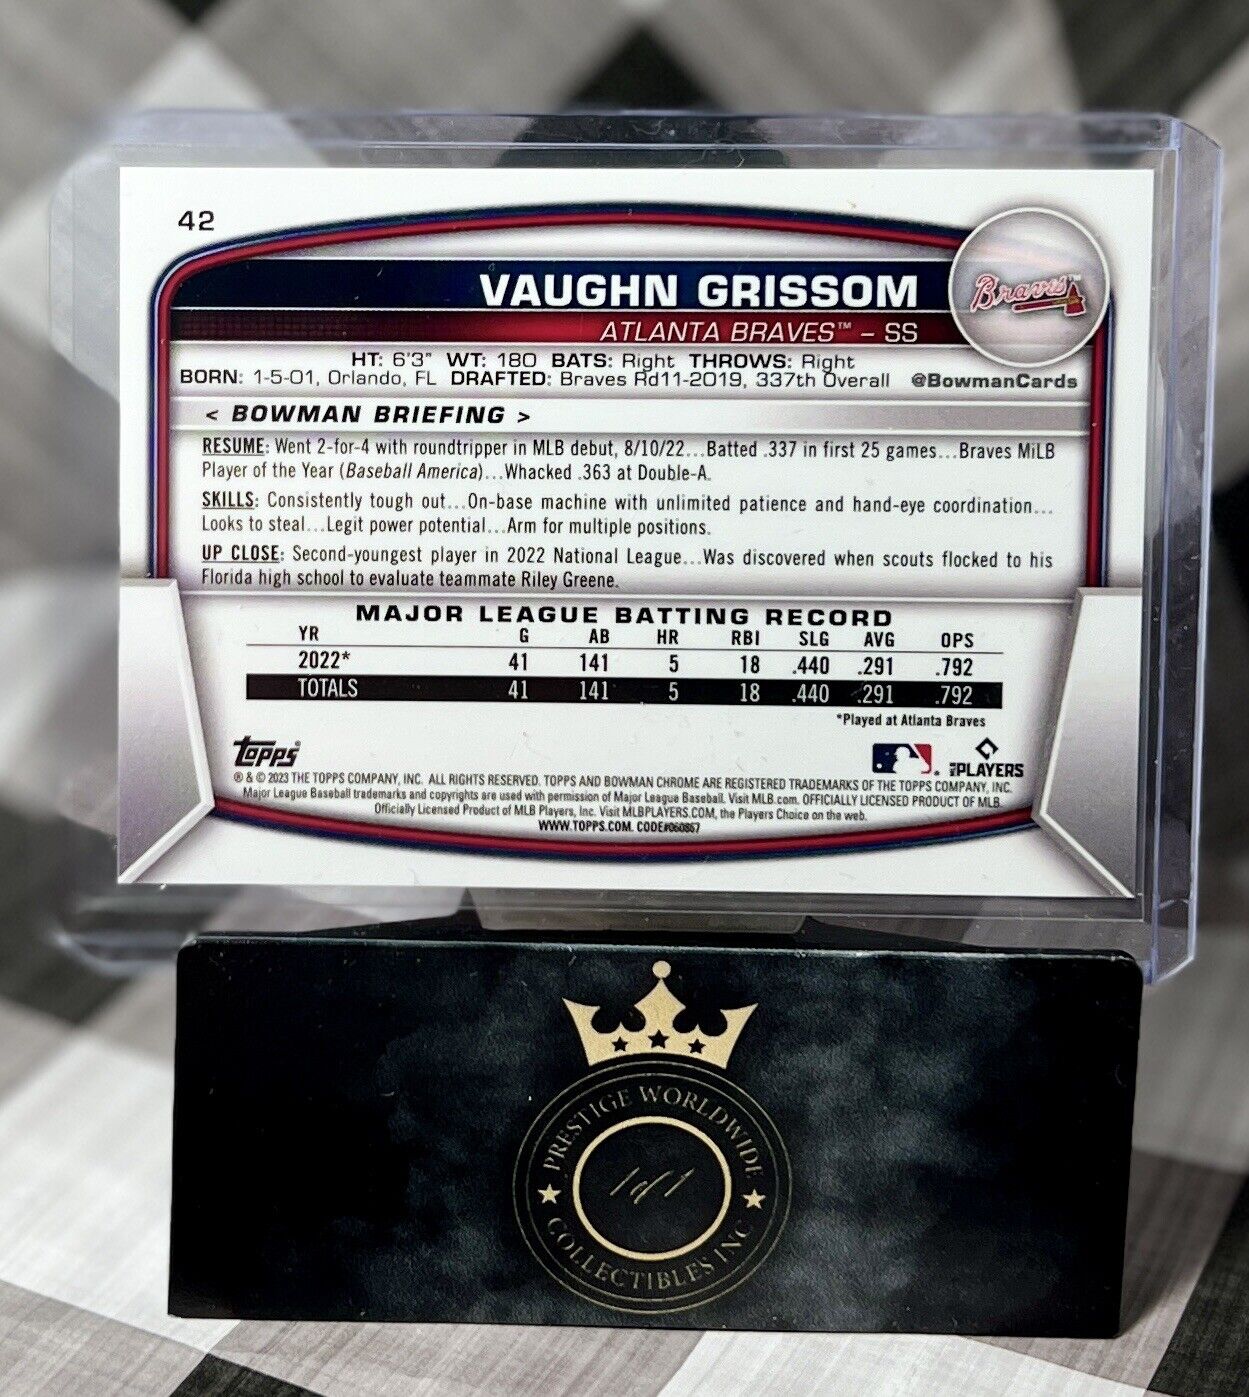 42
VAUGHN GRISSOM
Braves™
ATLANTA BRAVES™ – SS
HT: 6'3" WT: 180 BATS: Right THROWS: Right
BORN: 1-5-01, Orlando, FL DRAFTED: Braves Rd11-2019, 337th Overall @BowmanCards
< BOWMAN BRIEFING >
RESUME: Went 2-for-4 with roundtripper in MLB debut, 8/10/22...Batted .337 in first 25 games...Braves MiLB
Player of the Year (Baseball America)...Whacked .363 at Double-A.
SKILLS: Consistently tough out...On-base machine with unlimited patience and hand-eye coordination...
Looks to steal...Legit power potential...Arm for multiple positions.
UP CLOSE: Second-youngest player in 2022 National League...Was discovered when scouts flocked to his
Florida high school to evaluate teammate Riley Greene.
MAJOR LEAGUE BATTING RECORD
YR G AB HR RBI SLG AVG OPS
2022* 41 141 5 18 .440 .291 .792
TOTALS 41 141 5 18 .440 .291 .792
*Played at Atlanta Braves
topps
PLAYERS
® & © 2023 THE TOPPS COMPANY, INC. ALL RIGHTS RESERVED. TOPPS AND BOWMAN CHROME ARE REGISTERED TRADEMARKS OF THE TOPPS COMPANY, INC.
Major League Baseball trademarks and copyrights are used with permission of Major League Baseball. Visit MLB.com. OFFICIALLY LICENSED PRODUCT OF MLB
Officially Licensed Product of MLB Players, Inc. Visit MLBPLAYERS.COM, the Players Choice on the web.
WWW.TOPPS.COM. CODE#060867
PRESTIGE WORLDWIDE
1 of 1
COLLECTIBLES INC